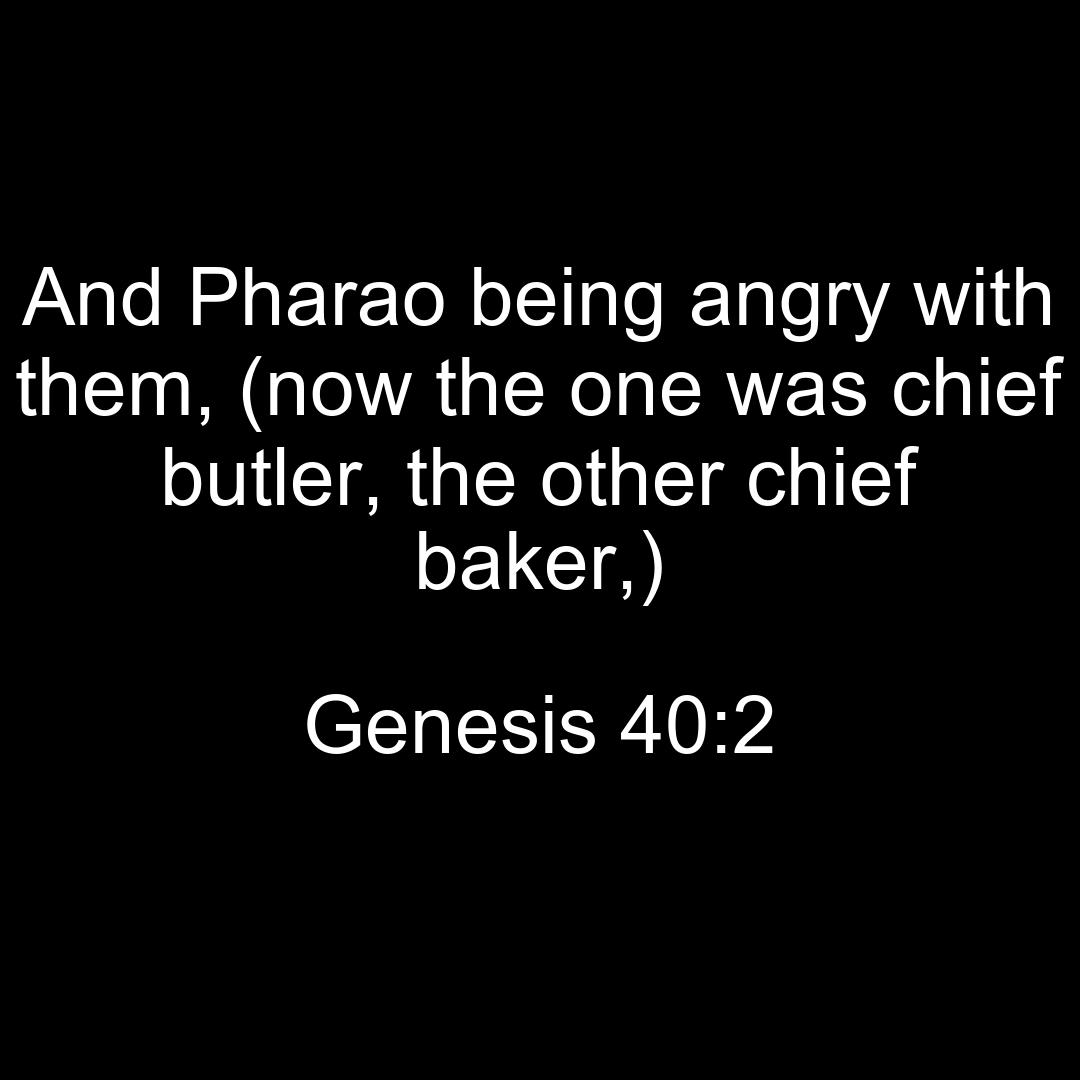 And Pharao being angry with
them, (now the one was chief
butler, the other chief
baker,)
Genesis 40:2